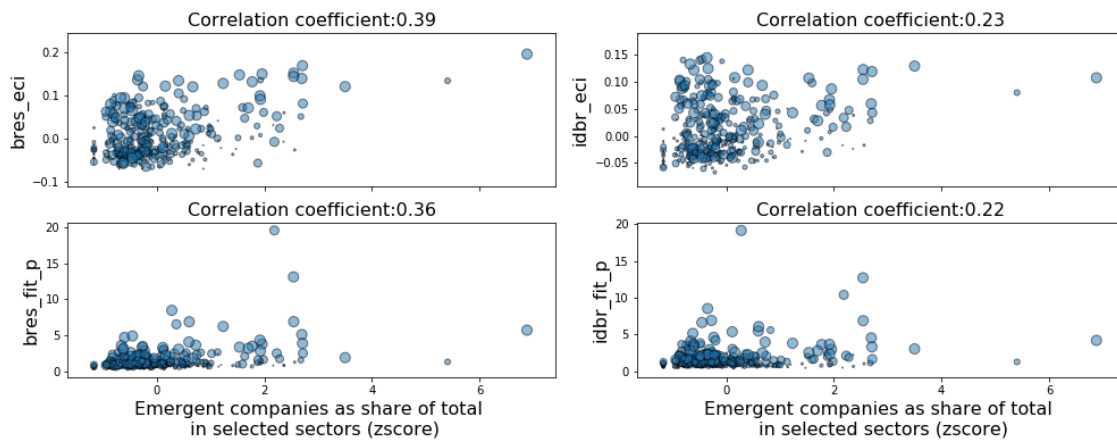 Correlation coefficient:0.39
bres_eci
0.2
0.1
0.0
−0.1
Correlation coefficient:0.23
idbr_eci
0.15
0.10
0.05
0.00
−0.05
Correlation coefficient:0.36
bres_fit_p
20
15
10
5
0
0
2
4
6
Emergent companies as share of total
in selected sectors (zscore)
Correlation coefficient:0.22
idbr_fit_p
20
15
10
5
0
0
2
4
6
Emergent companies as share of total
in selected sectors (zscore)